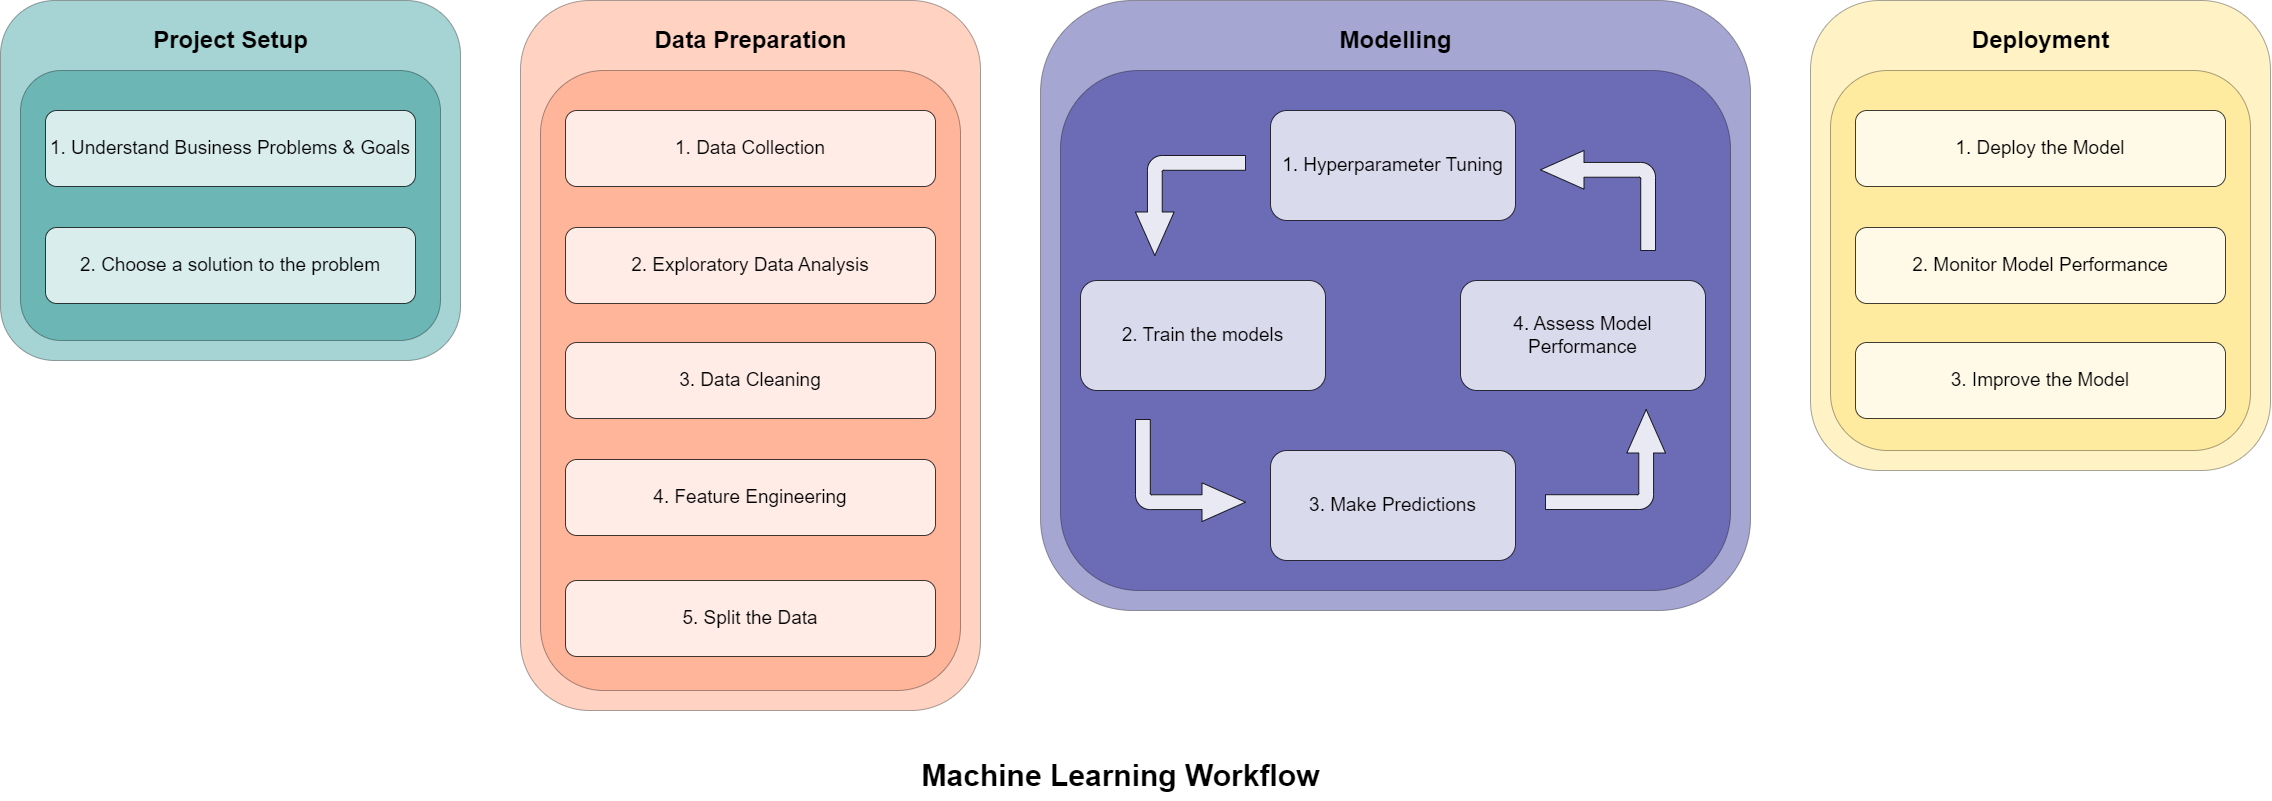 Project Setup
1. Understand Business Problems & Goals
2. Choose a solution to the problem
Data Preparation
1. Data Collection
2. Exploratory Data Analysis
3. Data Cleaning
4. Feature Engineering
5. Split the Data
Modelling
1. Hyperparameter Tuning
2. Train the models
3. Make Predictions
4. Assess Model
Performance
Deployment
1. Deploy the Model
2. Monitor Model Performance
3. Improve the Model
Machine Learning Workflow